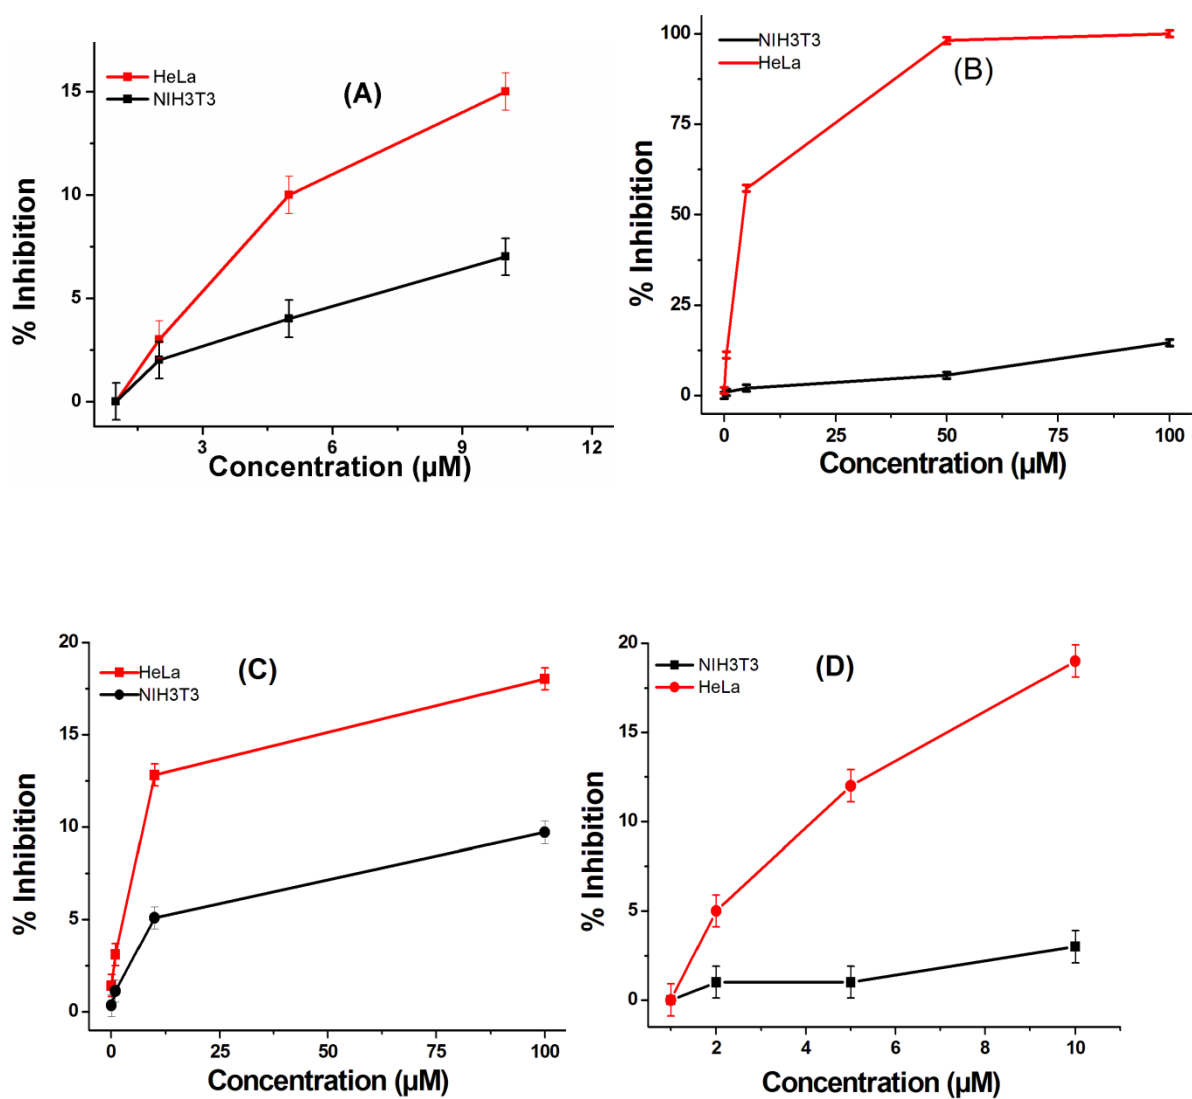 HeLa
NIH3T3
(A)
15
10
5
0
% Inhibition
3
6
9
12
Concentration (µM)
NIH3T3
HeLa
(B)
100
75
50
25
0
% Inhibition
0
25
50
75
100
Concentration (µM)
HeLa
NIH3T3
(C)
20
15
10
5
0
% Inhibition
0
25
50
75
100
Concentration (µM)
NIH3T3
HeLa
(D)
20
15
10
5
0
% Inhibition
2
4
6
8
10
Concentration (µM)